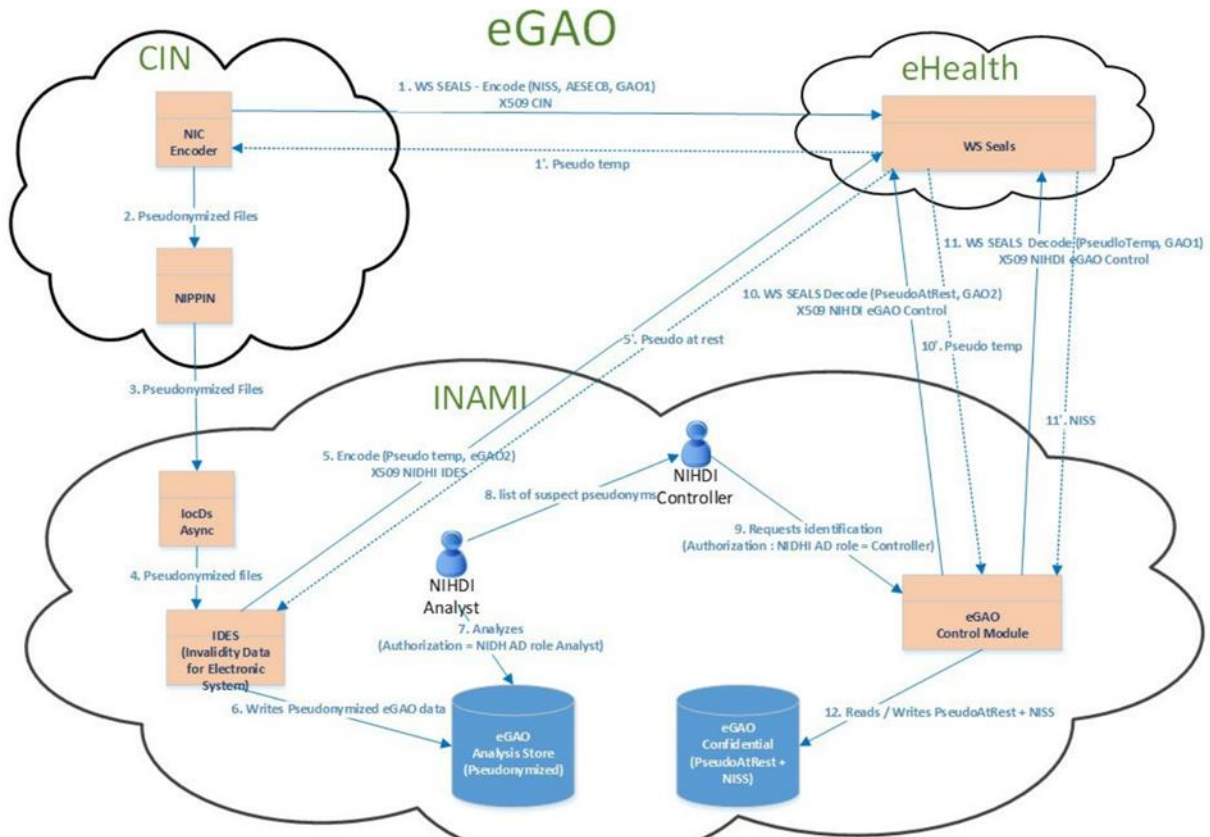 eGAO
CIN
eHealth
1. WS SEALS - Encode (NISS, AESECB, GAO1)
X509 CIN
NIC
Encoder
WS Seals
1'. Pseudo temp
2. Pseudonymized Files
11. WS SEALS Decode (PseudIoTemp, GAO1)
X509 NIHDI eGAO Control
NIPPIN
10. WS SEALS Decode (PseudoAtRest, GAO2)
X509 NIHDI eGAO Control
5'. Pseudo at rest
10'. Pseudo temp
3. Pseudonymized Files
INAMI
11'. NISS
5. Encode (Pseudo temp, eGAO2)
X509 NIDHI IDES
8. list of suspect pseudonyms
NIHDI
Controller
IocDs
Async
9. Requests identification
(Authorization : NIDHI AD role = Controller)
4. Pseudonymized files
NIHDI
Analyst
eGAO
Control Module
IDES
(Invalidity Data
for Electronic
System)
7. Analyzes
(Authorization = NIDH AD role Analyst)
6. Writes Pseudonymized eGAO data
12. Reads / Writes PseudoAtRest + NISS
eGAO
Analysis Store
(Pseudonymized)
eGAO
Confidential
(PseudoAtRest +
NISS)